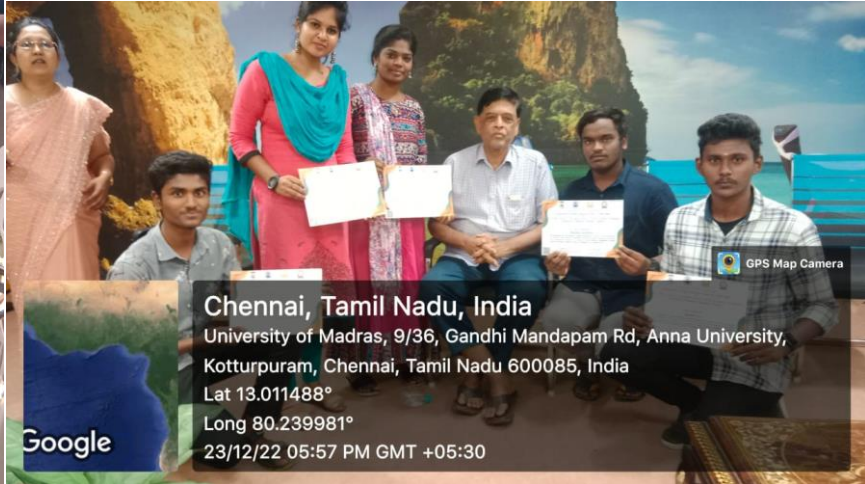 GPS Map Camera
Chennai, Tamil Nadu, India
University of Madras, 9/36, Gandhi Mandapam Rd, Anna University,
Kotturpuram, Chennai, Tamil Nadu 600085, India
Lat 13.011488°
Long 80.239981°
23/12/22 05:57 PM GMT +05:30
Google